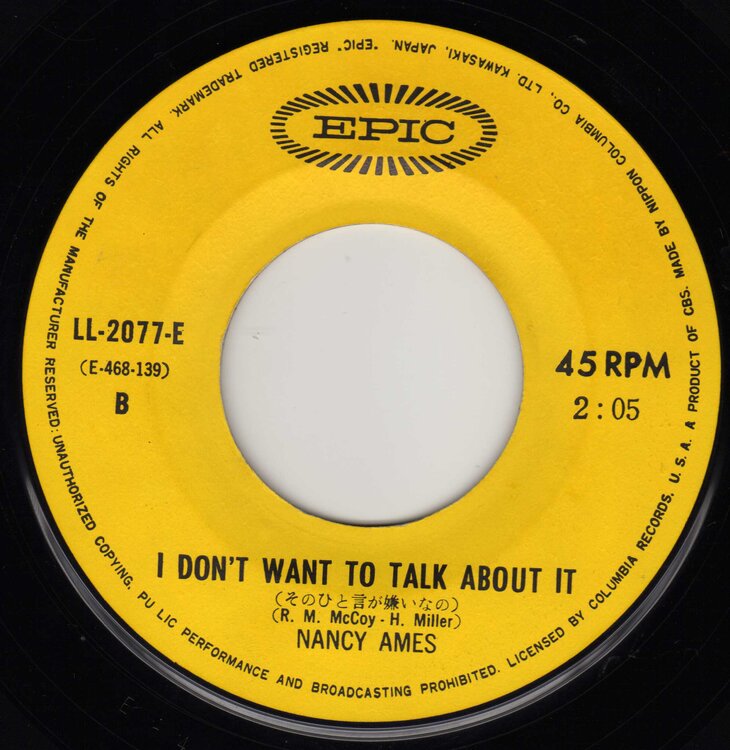 EPIC
LL-2077-E
(E-468-139)
B
45 RPM
2:05
I DON'T WANT TO TALK ABOUT IT
(そのひと言が嫌いなの)
(R. M. McCoy - H. Miller)
NANCY AMES
ALL RIGHTS OF THE MANUFACTURER RESERVED: UNAUTHORIZED COPYING, PU LIC PERFORMANCE AND BROADCASTING PROHIBITED. LICENSED BY COLUMBIA RECORDS, U. S. A. A PRODUCT OF CBS. MADE BY NIPPON COLUMBIA CO., LTD. KAWASAKI, JAPAN. "EPIC" REGISTERED TRADEMARK.